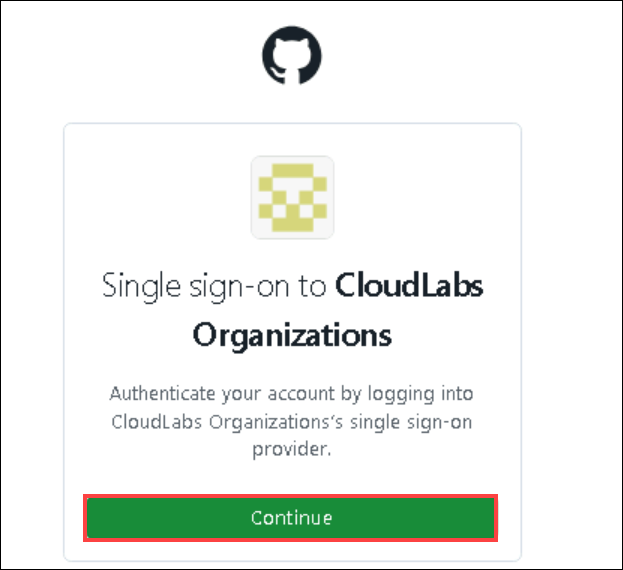 Single sign-on to CloudLabs
Organizations
Authenticate your account by logging into
CloudLabs Organizations's single sign-on
provider.
Continue